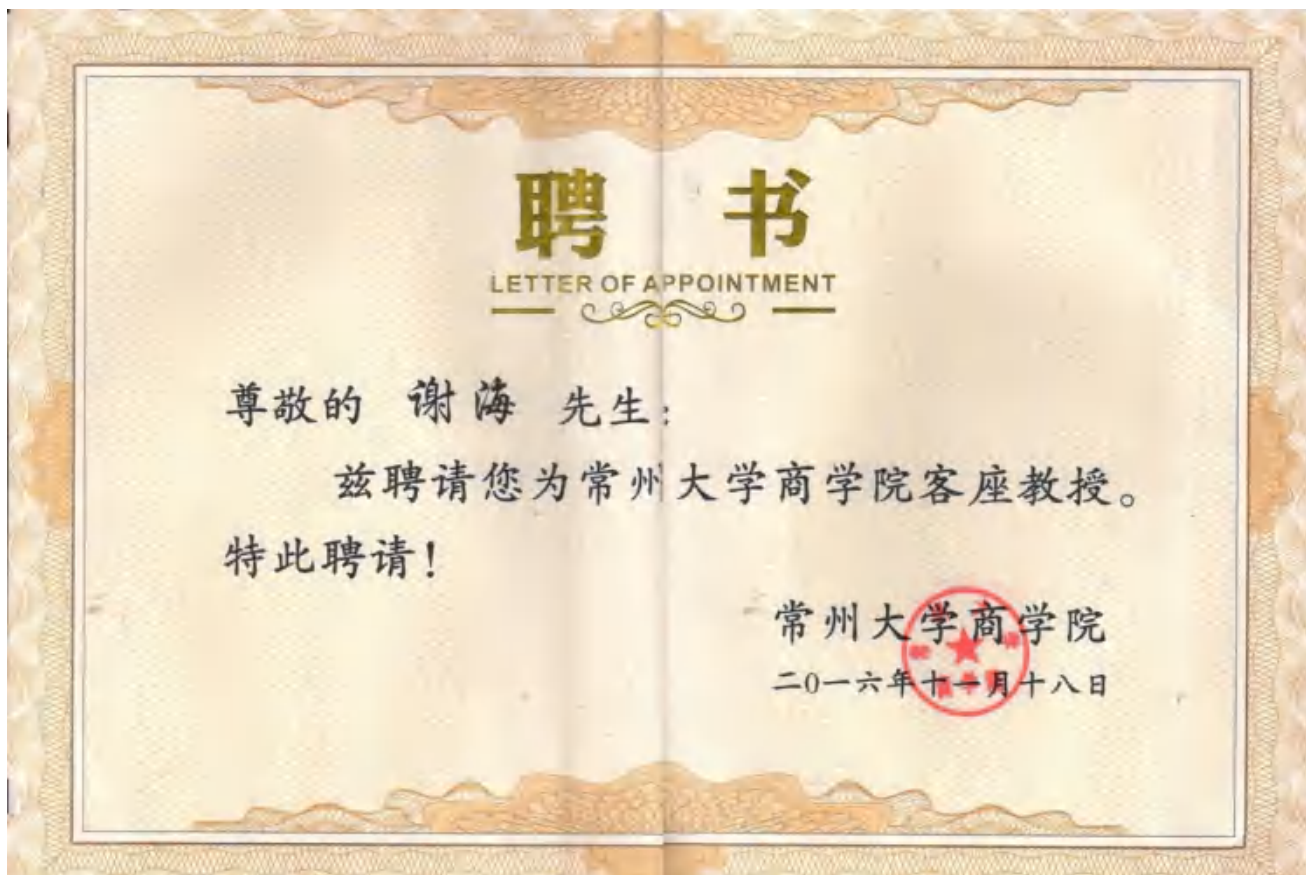 聘 书
LETTER OF APPOINTMENT
尊敬的 谢海 先生：
兹聘请您为常州大学商学院客座教授。
特此聘请！
常州大学商学院
二0一六年十一月十八日